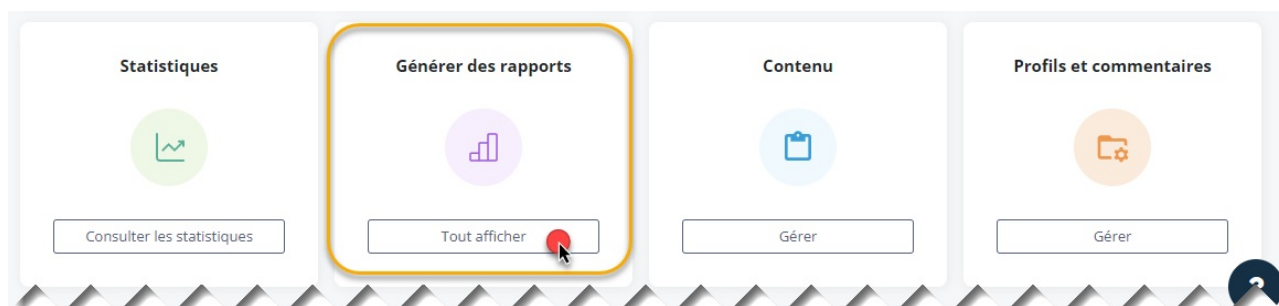 Statistiques
Générer des rapports
Contenu
Profils et commentaires
Consulter les statistiques
Tout afficher
Gérer
Gérer